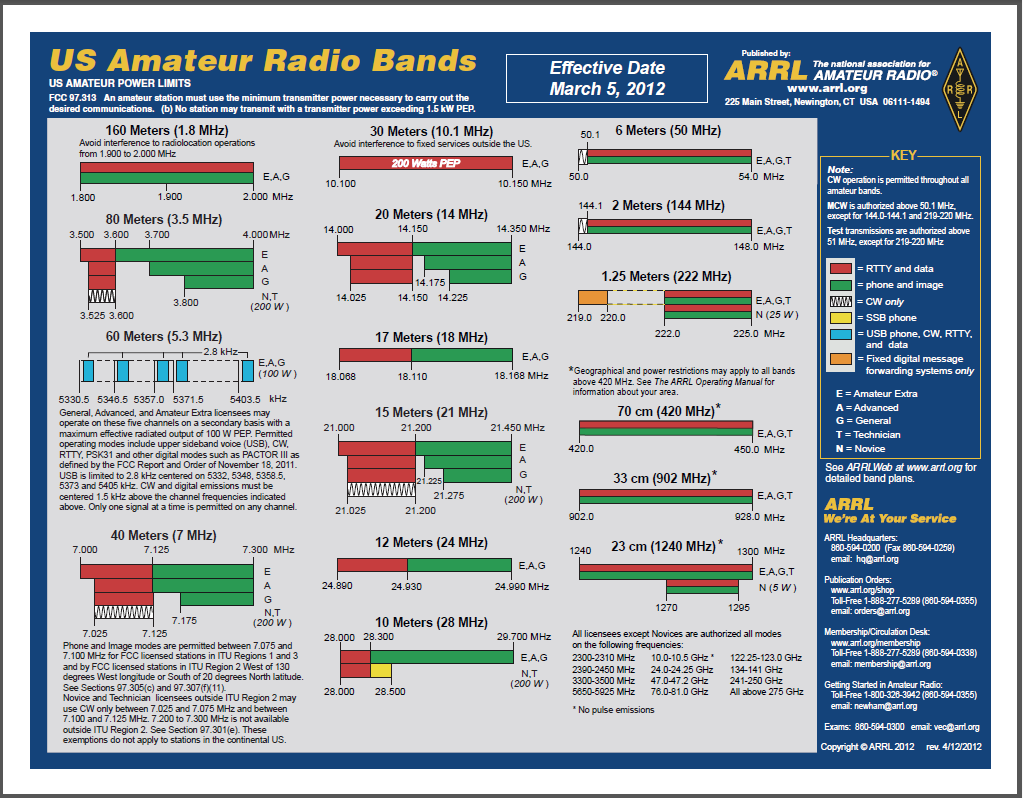 US Amateur Radio Bands
US AMATEUR POWER LIMITS
FCC 97.313 An amateur station must use the minimum transmitter power necessary to carry out the
desired communications. (b) No station may transmit with a transmitter power exceeding 1.5 kW PEP.
Effective Date
March 5, 2012
Published by:
ARRL The national association for
AMATEUR RADIO®
www.arrl.org
225 Main Street, Newington, CT USA 06111-1494
A
R R
L
160 Meters (1.8 MHz)
Avoid interference to radiolocation operations
from 1.900 to 2.000 MHz
E,A,G
1.800 1.900 2.000 MHz
80 Meters (3.5 MHz)
3.500 3.600 3.700 4.000 MHz
E
A
G
N,T
(200 W)
3.800
3.525 3.600
60 Meters (5.3 MHz)
2.8 kHz
E,A,G
(100 W)
5330.5 5346.5 5357.0 5371.5 5403.5 kHz
General, Advanced, and Amateur Extra licensees may
operate on these five channels on a secondary basis with a
maximum effective radiated output of 100 W PEP. Permitted
operating modes include upper sideband voice (USB), CW,
RTTY, PSK31 and other digital modes such as PACTOR III as
defined by the FCC Report and Order of November 18, 2011.
USB is limited to 2.8 kHz centered on 5332, 5348, 5358.5,
5373 and 5405 kHz. CW and digital emissions must be
centered 1.5 kHz above the channel frequencies indicated
above. Only one signal at a time is permitted on any channel.
40 Meters (7 MHz)
7.000 7.125 7.300 MHz
E
A
G
N,T
(200 W)
7.175
7.025 7.125
Phone and Image modes are permitted between 7.075 and
7.100 MHz for FCC licensed stations in ITU Regions 1 and 3
and by FCC licensed stations in ITU Region 2 West of 130
degrees West longitude or South of 20 degrees North latitude.
See Sections 97.305(c) and 97.307(f)(11).
Novice and Technician licensees outside ITU Region 2 may
use CW only between 7.025 and 7.075 MHz and between
7.100 and 7.125 MHz. 7.200 to 7.300 MHz is not available
outside ITU Region 2. See Section 97.301(e). These
exemptions do not apply to stations in the continental US.
30 Meters (10.1 MHz)
Avoid interference to fixed services outside the US.
200 Watts PEP
E,A,G
10.100 10.150 MHz
20 Meters (14 MHz)
14.000 14.150 14.350 MHz
E
A
G
14.175
14.025 14.150 14.225
17 Meters (18 MHz)
E,A,G
18.068 18.110 18.168 MHz
15 Meters (21 MHz)
21.000 21.200 21.450 MHz
E
A
G
21.225
N,T
(200 W)
21.275
21.025 21.200
12 Meters (24 MHz)
E,A,G
24.890 24.930 24.990 MHz
10 Meters (28 MHz)
28.000 28.300 29.700 MHz
E,A,G
N,T
(200 W)
28.000 28.500
6 Meters (50 MHz)
50.1
E,A,G,T
50.0 54.0 MHz
2 Meters (144 MHz)
144.1
E,A,G,T
144.0 148.0 MHz
1.25 Meters (222 MHz)
E,A,G,T
N (25 W)
219.0 220.0
222.0 225.0 MHz
*Geographical and power restrictions may apply to all bands
above 420 MHz. See The ARRL Operating Manual for
information about your area.
70 cm (420 MHz)*
E,A,G,T
420.0 450.0 MHz
33 cm (902 MHz)*
E,A,G,T
902.0 928.0 MHz
23 cm (1240 MHz)*
1240 1300 MHz
E,A,G,T
N (5 W)
1270 1295
All licensees except Novices are authorized all modes
on the following frequencies:
2300-2310 MHz 10.0-10.5 GHz * 122.25-123.0 GHz
2390-2450 MHz 24.0-24.25 GHz 134-141 GHz
3300-3500 MHz 47.0-47.2 GHz 241-250 GHz
5650-5925 MHz 76.0-81.0 GHz All above 275 GHz
* No pulse emissions
KEY
Note:
CW operation is permitted throughout all
amateur bands.
MCW is authorized above 50.1 MHz,
except for 144.0-144.1 and 219-220 MHz.
Test transmissions are authorized above
51 MHz, except for 219-220 MHz
= RTTY and data
= phone and image
= CW only
= SSB phone
= USB phone, CW, RTTY,
and data
= Fixed digital message
forwarding systems only
E = Amateur Extra
A = Advanced
G = General
T = Technician
N = Novice
See ARRLWeb at www.arrl.org for
detailed band plans.
ARRL
We're At Your Service
ARRL Headquarters:
860-594-0200 (Fax 860-594-0259)
email: hq@arrl.org
Publication Orders:
www.arrl.org/shop
Toll-Free 1-888-277-5289 (860-594-0355)
email: orders@arrl.org
Membership/Circulation Desk:
www.arrl.org/membership
Toll-Free 1-888-277-5289 (860-594-0338)
email: membership@arrl.org
Getting Started in Amateur Radio:
Toll-Free 1-800-326-3942 (860-594-0355)
email: newham@arrl.org
Exams: 860-594-0300 email: vec@arrl.org
Copyright © ARRL 2012 rev. 4/12/2012